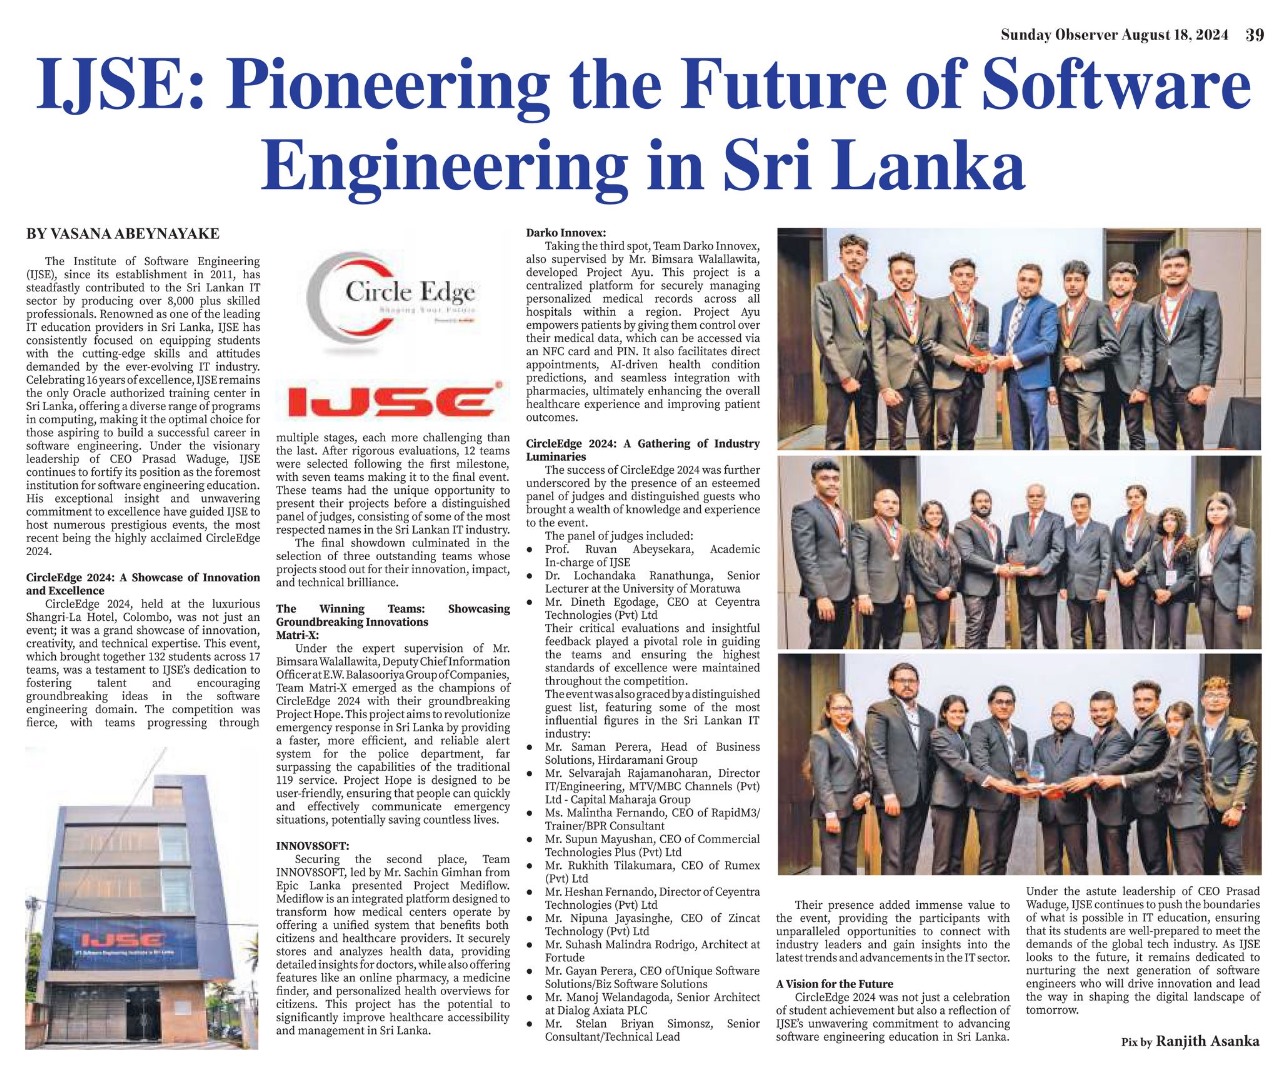 Sunday Observer August 18, 2024 39
IJSE: Pioneering the Future of Software
Engineering in Sri Lanka
BY VASANA ABEYNAYAKE
The Institute of Software Engineering
(IJSE), since its establishment in 2011, has
steadfastly contributed to the Sri Lankan IT
sector by producing over 8,000 plus skilled
professionals. Renowned as one of the leading
IT education providers in Sri Lanka, IJSE has
consistently focused on equipping students
with the cutting-edge skills and attitudes
demanded by the ever-evolving IT industry.
Celebrating 16 years of excellence, IJSE remains
the only Oracle authorized training center in
Sri Lanka, offering a diverse range of programs
in computing, making it the optimal choice for
those aspiring to build a successful career in
software engineering. Under the visionary
leadership of CEO Prasad Waduge, IJSE
continues to fortify its position as the foremost
institution for software engineering education.
His exceptional insight and unwavering
commitment to excellence have guided IJSE to
host numerous prestigious events, the most
recent being the highly acclaimed CircleEdge
2024.
CircleEdge 2024: A Showcase of Innovation
and Excellence
CircleEdge 2024, held at the luxurious
Shangri-La Hotel, Colombo, was not just an
event; it was a grand showcase of innovation,
creativity, and technical expertise. This event,
which brought together 132 students across 17
teams, was a testament to IJSE's dedication to
fostering talent and encouraging
groundbreaking ideas in the software
engineering domain. The competition was
fierce, with teams progressing through
IJSE
Circle Edge
Shaping Your Future
IJSE®
multiple stages, each more challenging than
the last. After rigorous evaluations, 12 teams
were selected following the first milestone,
with seven teams making it to the final event.
These teams had the unique opportunity to
present their projects before a distinguished
panel of judges, consisting of some of the most
respected names in the Sri Lankan IT industry.
The final showdown culminated in the
selection of three outstanding teams whose
projects stood out for their innovation, impact,
and technical brilliance.
The Winning Teams: Showcasing
Groundbreaking Innovations
Matri-X:
Under the expert supervision of Mr.
Bimsara Walallawita, Deputy Chief Information
Officer at E.W. Balasooriya Group of Companies,
Team Matri-X emerged as the champions of
CircleEdge 2024 with their groundbreaking
Project Hope. This project aims to revolutionize
emergency response in Sri Lanka by providing
a faster, more efficient, and reliable alert
system for the police department, far
surpassing the capabilities of the traditional
119 service. Project Hope is designed to be
user-friendly, ensuring that people can quickly
and effectively communicate emergency
situations, potentially saving countless lives.
INNOV8SOFT:
Securing the second place, Team
INNOV8SOFT, led by Mr. Sachin Gimhan from
Epic Lanka presented Project Mediflow.
Mediflow is an integrated platform designed to
transform how medical centers operate by
offering a unified system that benefits both
citizens and healthcare providers. It securely
stores and analyzes health data, providing
detailed insights for doctors, while also offering
features like an online pharmacy, a medicine
finder, and personalized health overviews for
citizens. This project has the potential to
significantly improve healthcare accessibility
and management in Sri Lanka.
Darko Innovex:
Taking the third spot, Team Darko Innovex,
also supervised by Mr. Bimsara Walallawita,
developed Project Ayu. This project is a
centralized platform for securely managing
personalized medical records across all
hospitals within a region. Project Ayu
empowers patients by giving them control over
their medical data, which can be accessed via
an NFC card and PIN. It also facilitates direct
appointments, AI-driven health condition
predictions, and seamless integration with
pharmacies, ultimately enhancing the overall
healthcare experience and improving patient
outcomes.
CircleEdge 2024: A Gathering of Industry
Luminaries
The success of CircleEdge 2024 was further
underscored by the presence of an esteemed
panel of judges and distinguished guests who
brought a wealth of knowledge and experience
to the event.
The panel of judges included:
● Prof. Ruvan Abeysekara, Academic
In-charge of IJSE
● Dr. Lochandaka Ranathunga, Senior
Lecturer at the University of Moratuwa
● Mr. Dineth Egodage, CEO at Ceyentra
Technologies (Pvt) Ltd
Their critical evaluations and insightful
feedback played a pivotal role in guiding
the teams and ensuring the highest
standards of excellence were maintained
throughout the competition.
The event was also graced by a distinguished
guest list, featuring some of the most
influential figures in the Sri Lankan IT
industry:
● Mr. Saman Perera, Head of Business
Solutions, Hirdaramani Group
● Mr. Selvarajah Rajamanoharan, Director
IT/Engineering, MTV/MBC Channels (Pvt)
Ltd - Capital Maharaja Group
● Ms. Malintha Fernando, CEO of RapidM3/
Trainer/BPR Consultant
● Mr. Supun Mayushan, CEO of Commercial
Technologies Plus (Pvt) Ltd
● Mr. Rukhith Tilakumara, CEO of Rumex
(Pvt) Ltd
● Mr. Heshan Fernando, Director of Ceyentra
Technologies (Pvt) Ltd
● Mr. Nipuna Jayasinghe, CEO of Zincat
Technology (Pvt) Ltd
● Mr. Suhash Malindra Rodrigo, Architect at
Fortude
● Mr. Gayan Perera, CEO ofUnique Software
Solutions/Biz Software Solutions
● Mr. Manoj Welandagoda, Senior Architect
at Dialog Axiata PLC
● Mr. Stelan Briyan Simonsz, Senior
Consultant/Technical Lead
Their presence added immense value to
the event, providing the participants with
unparalleled opportunities to connect with
industry leaders and gain insights into the
latest trends and advancements in the IT sector.
A Vision for the Future
CircleEdge 2024 was not just a celebration
of student achievement but also a reflection of
IJSE's unwavering commitment to advancing
software engineering education in Sri Lanka.
Under the astute leadership of CEO Prasad
Waduge, IJSE continues to push the boundaries
of what is possible in IT education, ensuring
that its students are well-prepared to meet the
demands of the global tech industry. As IJSE
looks to the future, it remains dedicated to
nurturing the next generation of software
engineers who will drive innovation and lead
the way in shaping the digital landscape of
tomorrow.
Pix by Ranjith Asanka